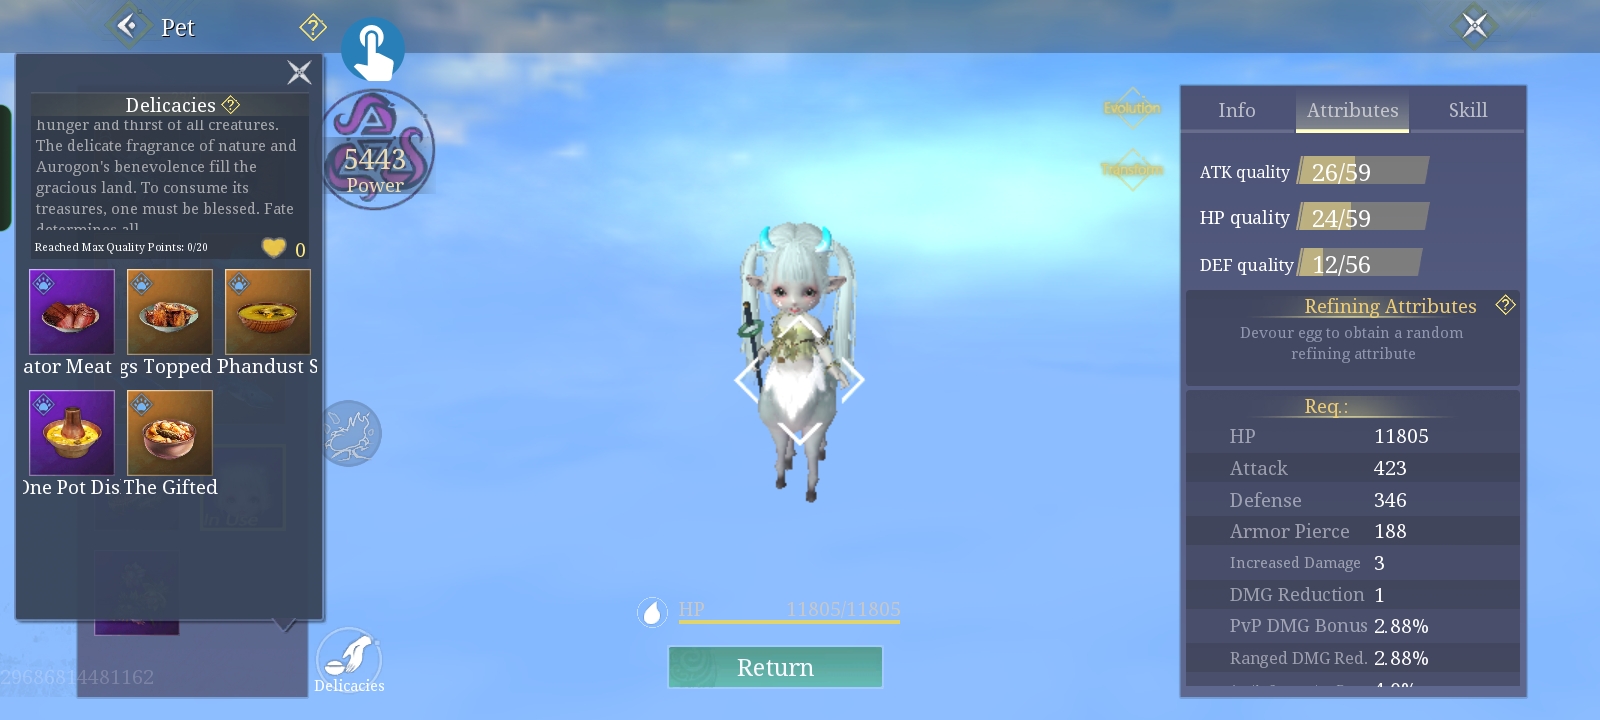 Pet
Delicacies
hunger and thirst of all creatures.
The delicate fragrance of nature and
Aurogon's benevolence fill the
gracious land. To consume its
treasures, one must be blessed. Fate
determines all
Reached Max Quality Points: 0/20
0
ator Meat
gs Topped
Phandust S
One Pot Dis
The Gifted
In Use
29686814481162
5443
Power
Delicacies
Evolution
Transform
HP 11805/11805
Return
Info Attributes Skill
ATK quality 26/59
HP quality 24/59
DEF quality 12/56
Refining Attributes
Devour egg to obtain a random
refining attribute
Req.:
HP 11805
Attack 423
Defense 346
Armor Pierce 188
Increased Damage 3
DMG Reduction 1
PvP DMG Bonus 2.88%
Ranged DMG Red. 2.88%